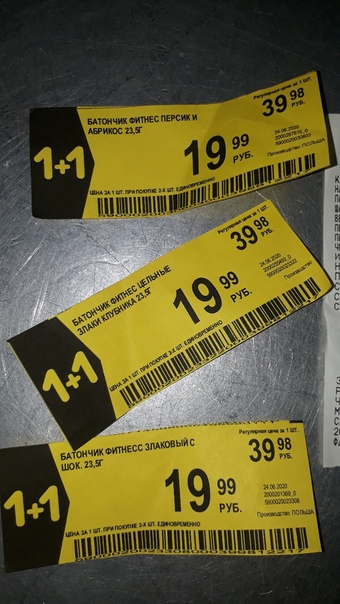 БАТОНЧИК ФИТНЕС ПЕРСИК И
АБРИКОС 23,5Г
Регулярная цена за 1 ШТ.
39 98
РУБ.
1+1
19 99
РУБ.
24.06.2020
Производство: ПОЛЬША
ЦЕНА ЗА 1 ШТ. ПРИ ПОКУПКЕ 2-Х ШТ. ЕДИНОВРЕМЕННО
БАТОНЧИК ФИТНЕС ЦЕЛЬНЫЕ
ЗЛАКИ КЛУБНИКА 23,5Г
Регулярная цена за 1 шт.
39 98
РУБ.
1+1
19 99
РУБ.
24.06.2020
Производство
ЦЕНА ЗА 1 ШТ. ПРИ ПОКУПКЕ 2-Х ШТ. ЕДИНОВРЕМЕННО
БАТОНЧИК ФИТНЕСС ЗЛАКОВЫЙ С
ШОК. 23,5Г
Регулярная цена за 1 шт.
39 98
РУБ.
1+1
19 99
РУБ.
24.06.2020
2000201369_0
5900020023308
Производство: ПОЛЬША
ЦЕНА ЗА 1 ШТ. ПРИ ПОКУПКЕ 2-Х ШТ. ЕДИНОВРЕМЕННО